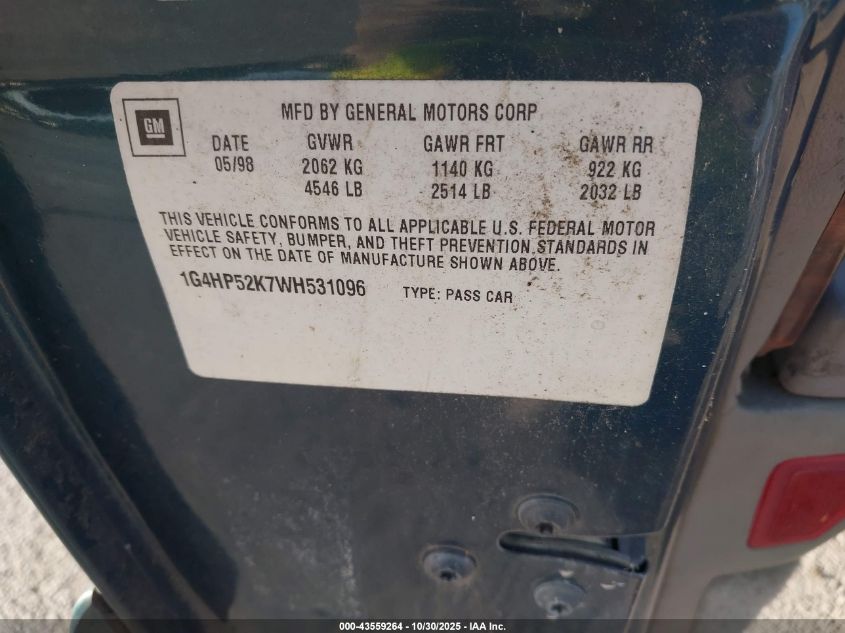 MFD BY GENERAL MOTORS CORP
GM
DATE GVWR GAWR FRT GAWR RR
05/98 2062 KG 1140 KG 922 KG
4546 LB 2514 LB 2032 LB
THIS VEHICLE CONFORMS TO ALL APPLICABLE U.S. FEDERAL MOTOR
VEHICLE SAFETY, BUMPER, AND THEFT PREVENTION STANDARDS IN
EFFECT ON THE DATE OF MANUFACTURE SHOWN ABOVE.
1G4HP52K7WH531096 TYPE: PASS CAR
000-43559264 - 10/30/2025 - IAA Inc.